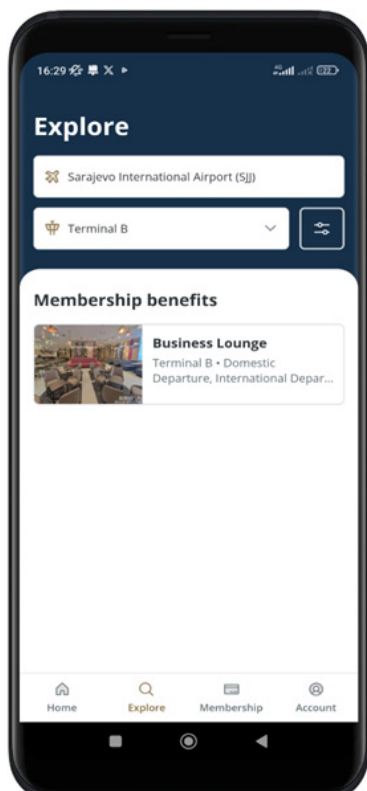 16:29
Explore
Sarajevo International Airport (SJJ)
Terminal B
Membership benefits
Business Lounge
Terminal B • Domestic
Departure, International Depar...
Home Explore Membership Account